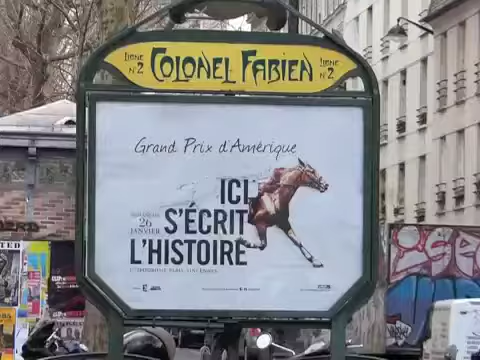 LIGNE
N°2
COLONEL FABIEN
LIGNE
N°2
Grand Prix d'Amérique
ICI
S'ÉCRIT
L'HISTOIRE
26
JANVIER